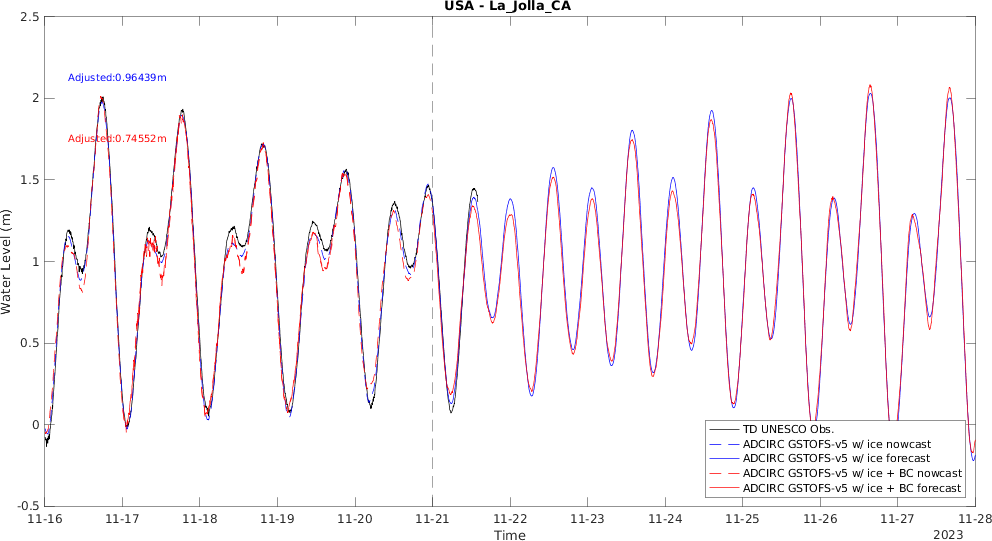 USA - La_Jolla_CA
2.5
2
1.5
1
0.5
0
-0.5
Water Level (m)
Adjusted:0.96439m
Adjusted:0.74552m
TD UNESCO Obs.
ADCIRC GSTOFS-v5 w/ ice nowcast
ADCIRC GSTOFS-v5 w/ ice forecast
ADCIRC GSTOFS-v5 w/ ice + BC nowcast
ADCIRC GSTOFS-v5 w/ ice + BC forecast
11-16 11-17 11-18 11-19 11-20 11-21 11-22 11-23 11-24 11-25 11-26 11-27 11-28
Time
2023